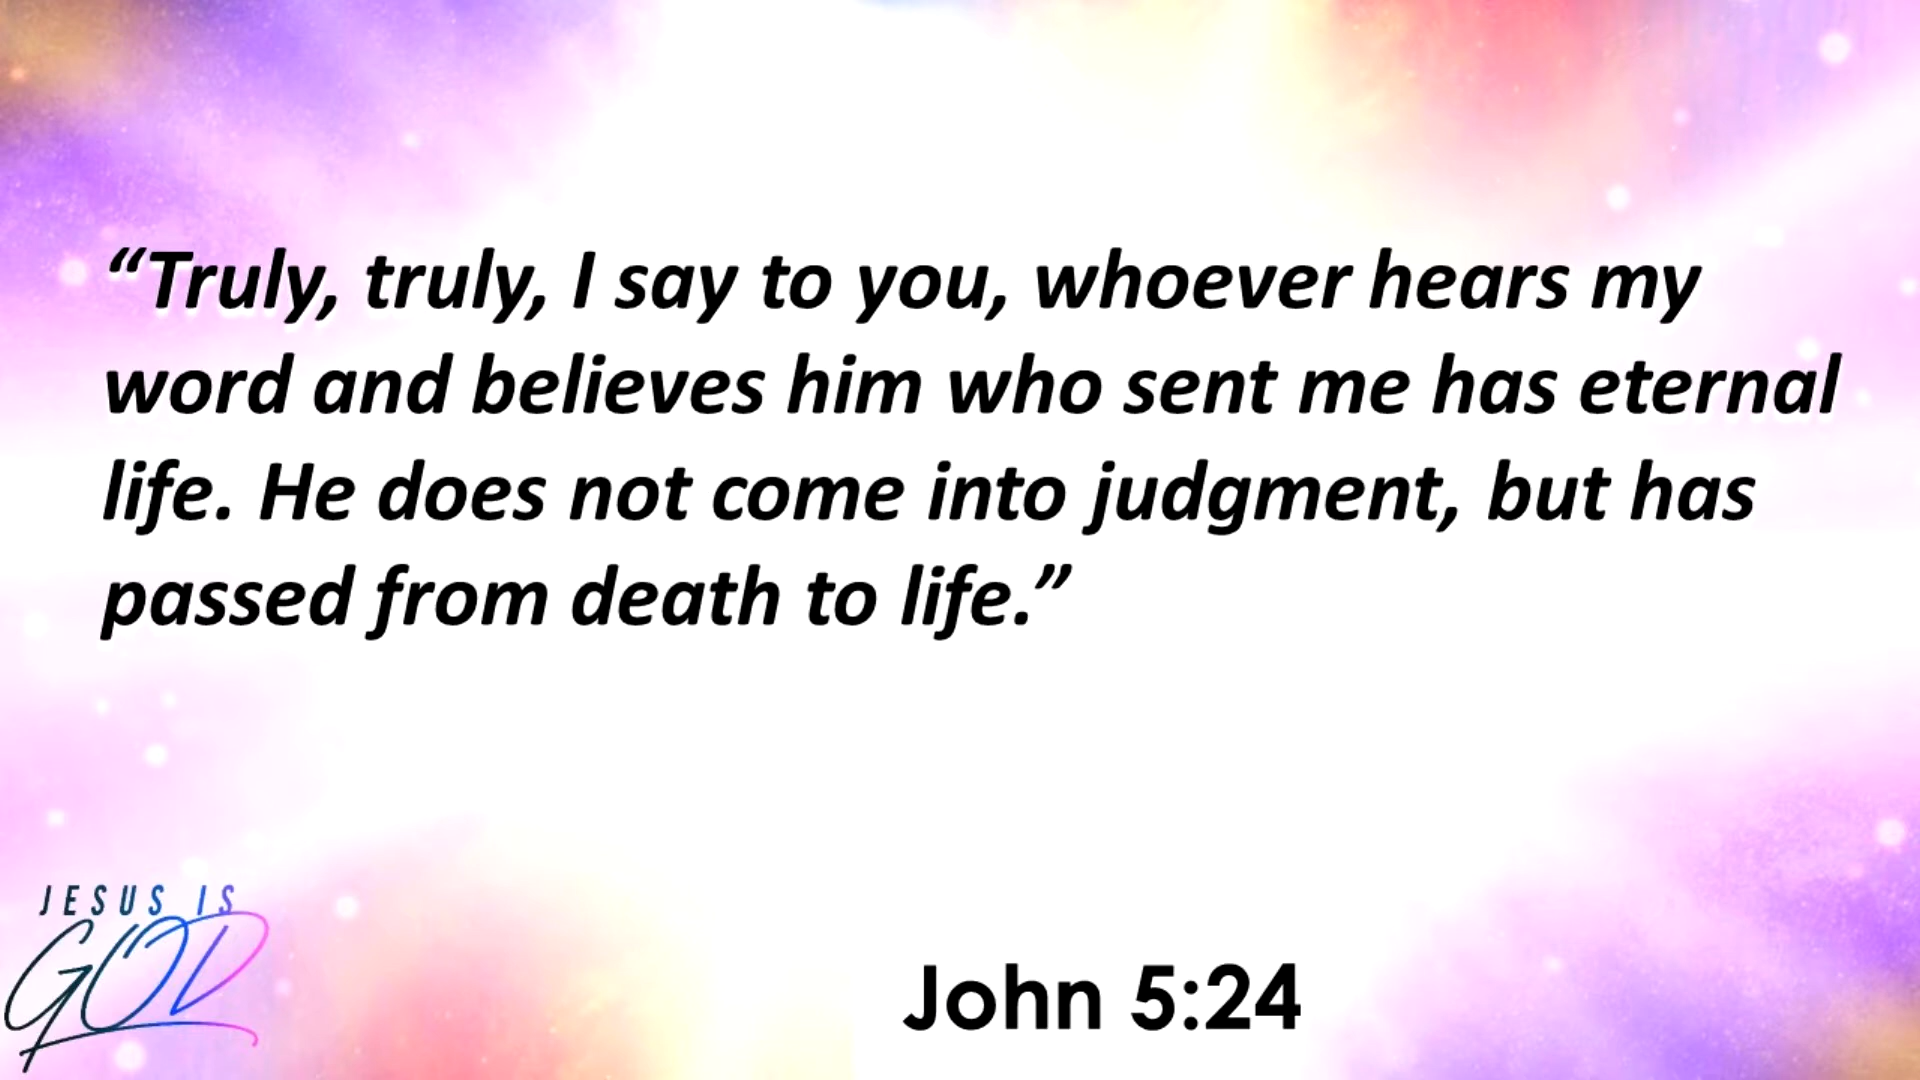 “Truly, truly, I say to you, whoever hears my
word and believes him who sent me has eternal
life. He does not come into judgment, but has
passed from death to life.”
JESUS IS
GOD
John 5:24